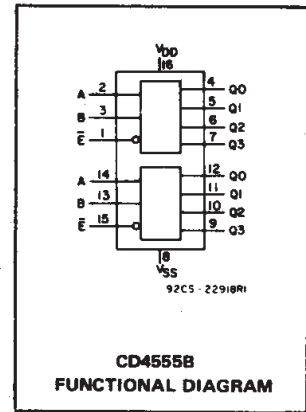 VDD
16
A 2 4 Q0
B 3 5 Q1
E̅ 1 6 Q2
7 Q3
A 14 12 Q0
B 13 11 Q1
E̅ 15 10 Q2
9 Q3
8
VSS
92CS-22918R1
CD4555B
FUNCTIONAL DIAGRAM